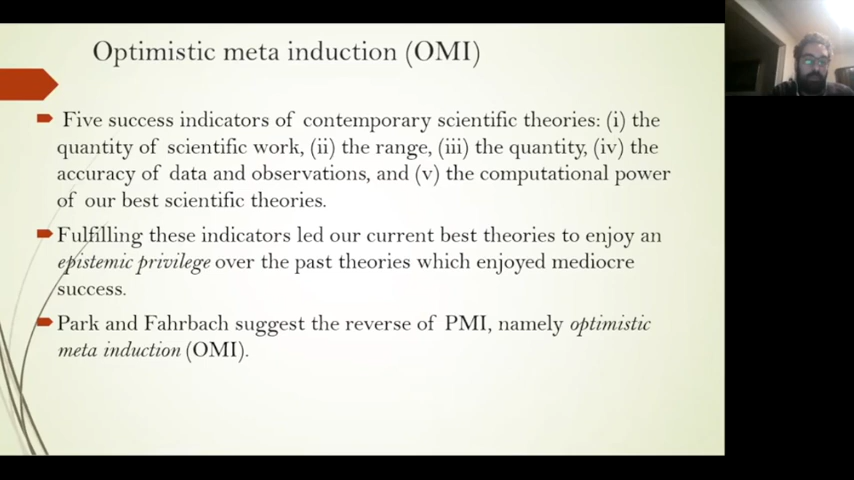 Optimistic meta induction (OMI)
Five success indicators of contemporary scientific theories: (i) the
quantity of scientific work, (ii) the range, (iii) the quantity, (iv) the
accuracy of data and observations, and (v) the computational power
of our best scientific theories.
Fulfilling these indicators led our current best theories to enjoy an
epistemic privilege over the past theories which enjoyed mediocre
success.
Park and Fahrbach suggest the reverse of PMI, namely optimistic
meta induction (OMI).